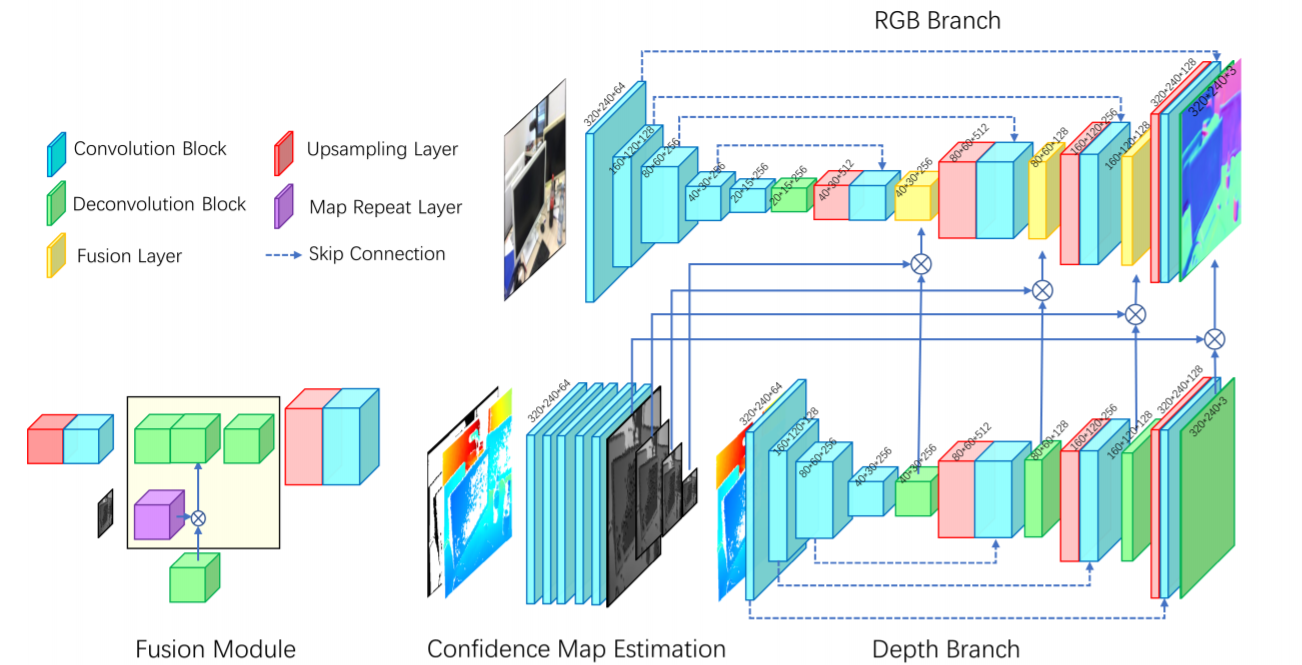 RGB Branch
320*240*64
160*120*128
80*60*256
40*30*256
20*15*256
20*15*256
40*30*512
40*30*256
80*60*512
80*60*128
160*120*256
160*120*128
320*240*128
320*240*3
Convolution Block
Upsampling Layer
Deconvolution Block
Map Repeat Layer
Fusion Layer
Skip Connection
320*240*64
320*240*64
160*120*128
80*60*256
40*30*256
40*30*256
80*60*512
80*60*128
160*120*256
160*120*128
320*240*128
320*240*3
Fusion Module
Confidence Map Estimation
Depth Branch